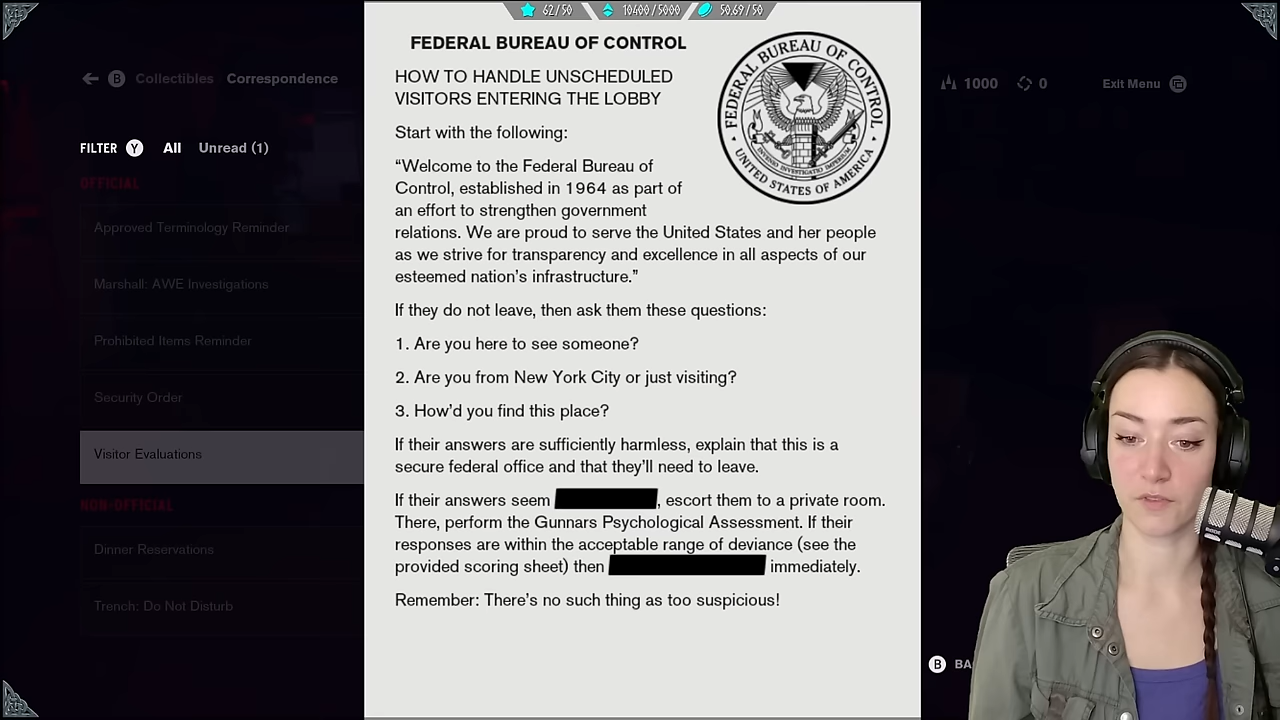 62/50 10400/5000 50.69/50
B Collectibles Correspondence
1000 0 Exit Menu
FILTER Y All Unread (1)
OFFICIAL
Approved Terminology Reminder
Marshall: AWE Investigations
Prohibited Items Reminder
Security Order
Visitor Evaluations
NON-OFFICIAL
Dinner Reservations
Trench: Do Not Disturb
FEDERAL BUREAU OF CONTROL
HOW TO HANDLE UNSCHEDULED
VISITORS ENTERING THE LOBBY
FEDERAL BUREAU OF CONTROL
UNITED STATES OF AMERICA
Start with the following:
“Welcome to the Federal Bureau of
Control, established in 1964 as part of
an effort to strengthen government
relations. We are proud to serve the United States and her people
as we strive for transparency and excellence in all aspects of our
esteemed nation’s infrastructure.”
If they do not leave, then ask them these questions:
1. Are you here to see someone?
2. Are you from New York City or just visiting?
3. How’d you find this place?
If their answers are sufficiently harmless, explain that this is a
secure federal office and that they’ll need to leave.
If their answers seem , escort them to a private room.
There, perform the Gunnars Psychological Assessment. If their
responses are within the acceptable range of deviance (see the
provided scoring sheet) then immediately.
Remember: There’s no such thing as too suspicious!
B BA